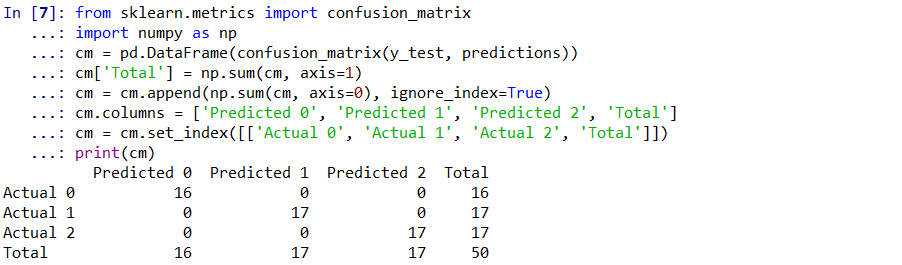 In [7]: from sklearn.metrics import confusion_matrix
   ...: import numpy as np
   ...: cm = pd.DataFrame(confusion_matrix(y_test, predictions))
   ...: cm['Total'] = np.sum(cm, axis=1)
   ...: cm = cm.append(np.sum(cm, axis=0), ignore_index=True)
   ...: cm.columns = ['Predicted 0', 'Predicted 1', 'Predicted 2', 'Total']
   ...: cm = cm.set_index([['Actual 0', 'Actual 1', 'Actual 2', 'Total']])
   ...: print(cm)
          Predicted 0  Predicted 1  Predicted 2  Total
Actual 0           16            0            0     16
Actual 1            0           17            0     17
Actual 2            0            0           17     17
Total              16           17           17     50